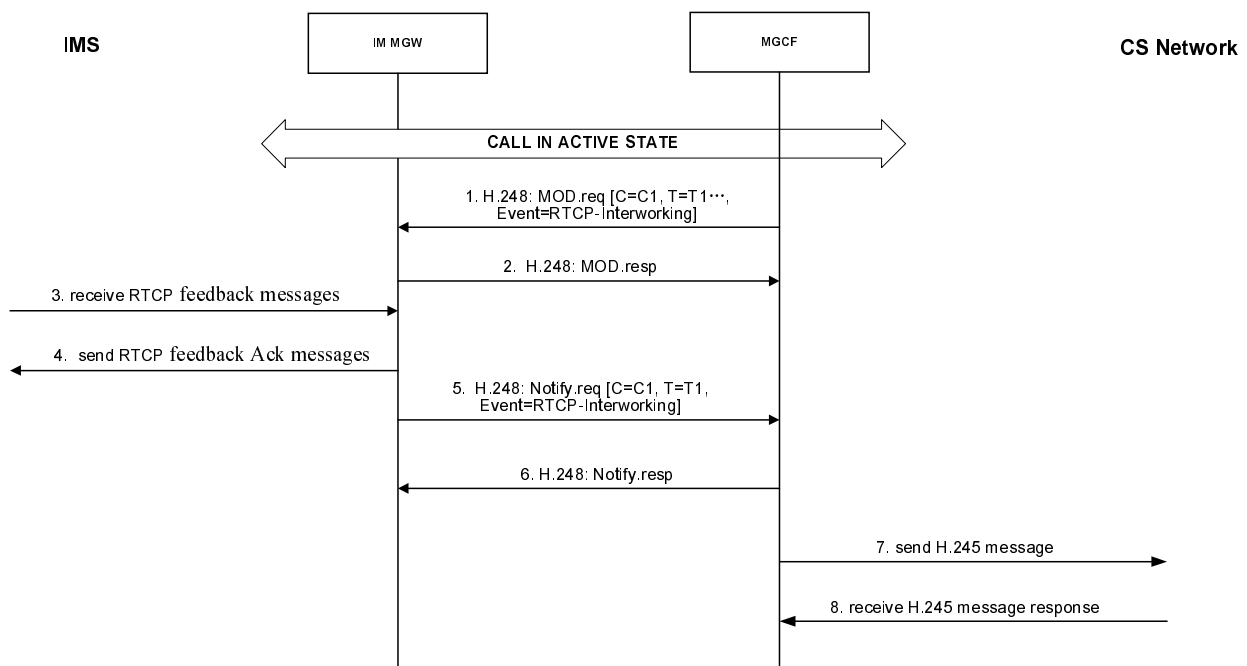 IMS
IM MGW
MGCF
CS Network
CALL IN ACTIVE STATE
1. H.248: MOD.req [C=C1, T=T1⋯,
Event=RTCP-Interworking]
2. H.248: MOD.resp
3. receive RTCP feedback messages
4. send RTCP feedback Ack messages
5. H.248: Notify.req [C=C1, T=T1,
Event=RTCP-Interworking]
6. H.248: Notify.resp
7. send H.245 message
8. receive H.245 message response